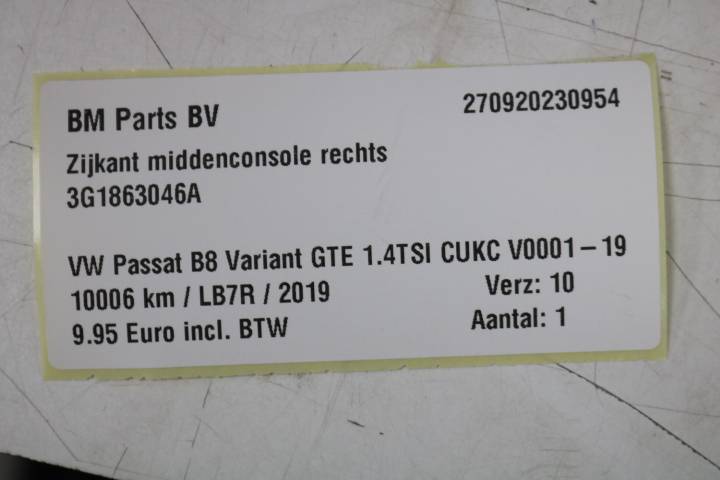 BM Parts BV 270920230954
Zijkant middenconsole rechts
3G1863046A
VW Passat B8 Variant GTE 1.4TSI CUKC V0001-19
10006 km / LB7R / 2019 Verz: 10
9.95 Euro incl. BTW Aantal: 1